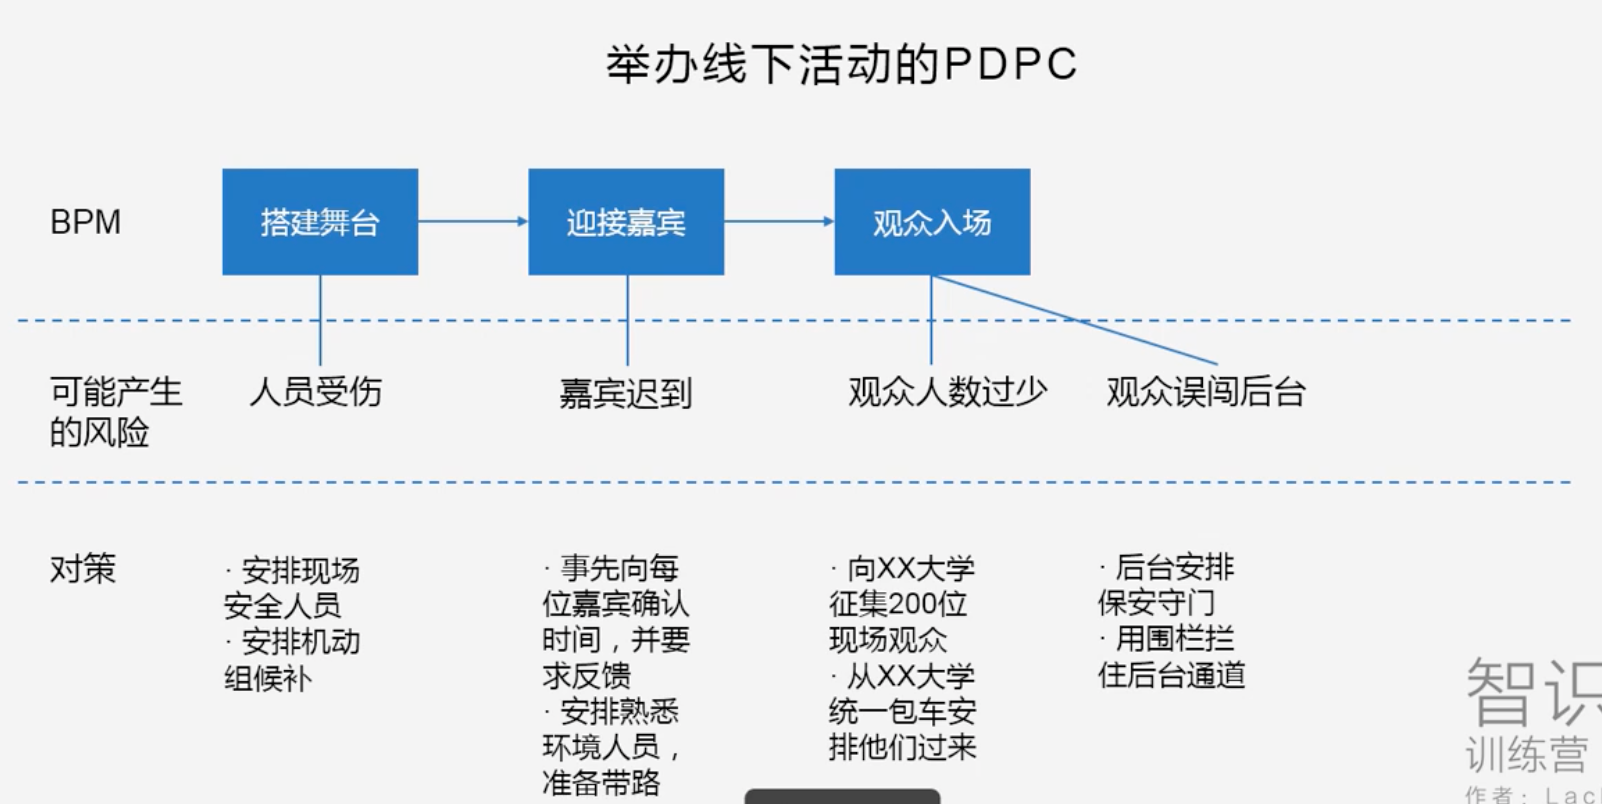 举办线下活动的PDPC
BPM
搭建舞台
迎接嘉宾
观众入场
可能产生
的风险
人员受伤
嘉宾迟到
观众人数过少
观众误闯后台
对策
· 安排现场
安全人员
· 安排机动
组候补
· 事先向每
位嘉宾确认
时间，并要
求反馈
· 安排熟悉
环境人员，
准备带路
· 向XX大学
征集200位
现场观众
· 从XX大学
统一包车安
排他们过来
· 后台安排
保安守门
· 用围栏拦
住后台通道
智识
训练营
作者：Lac